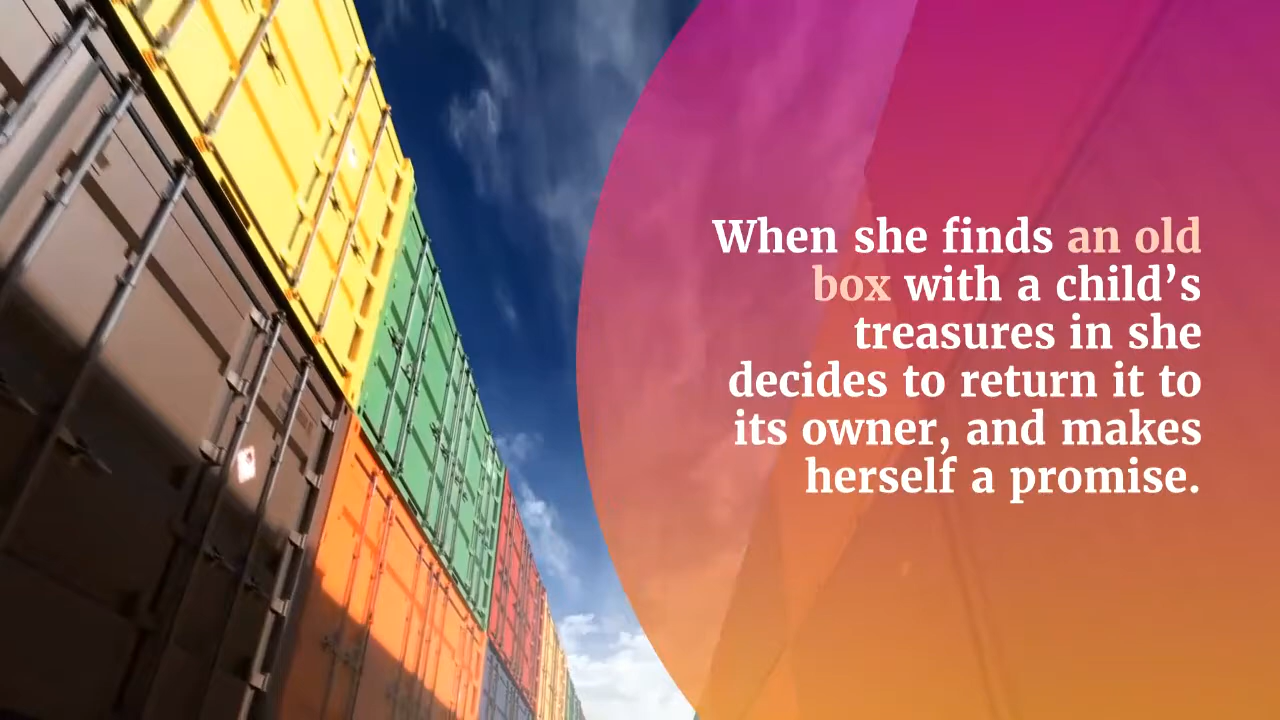 When she finds an old
box with a child’s
treasures in she
decides to return it to
its owner, and makes
herself a promise.